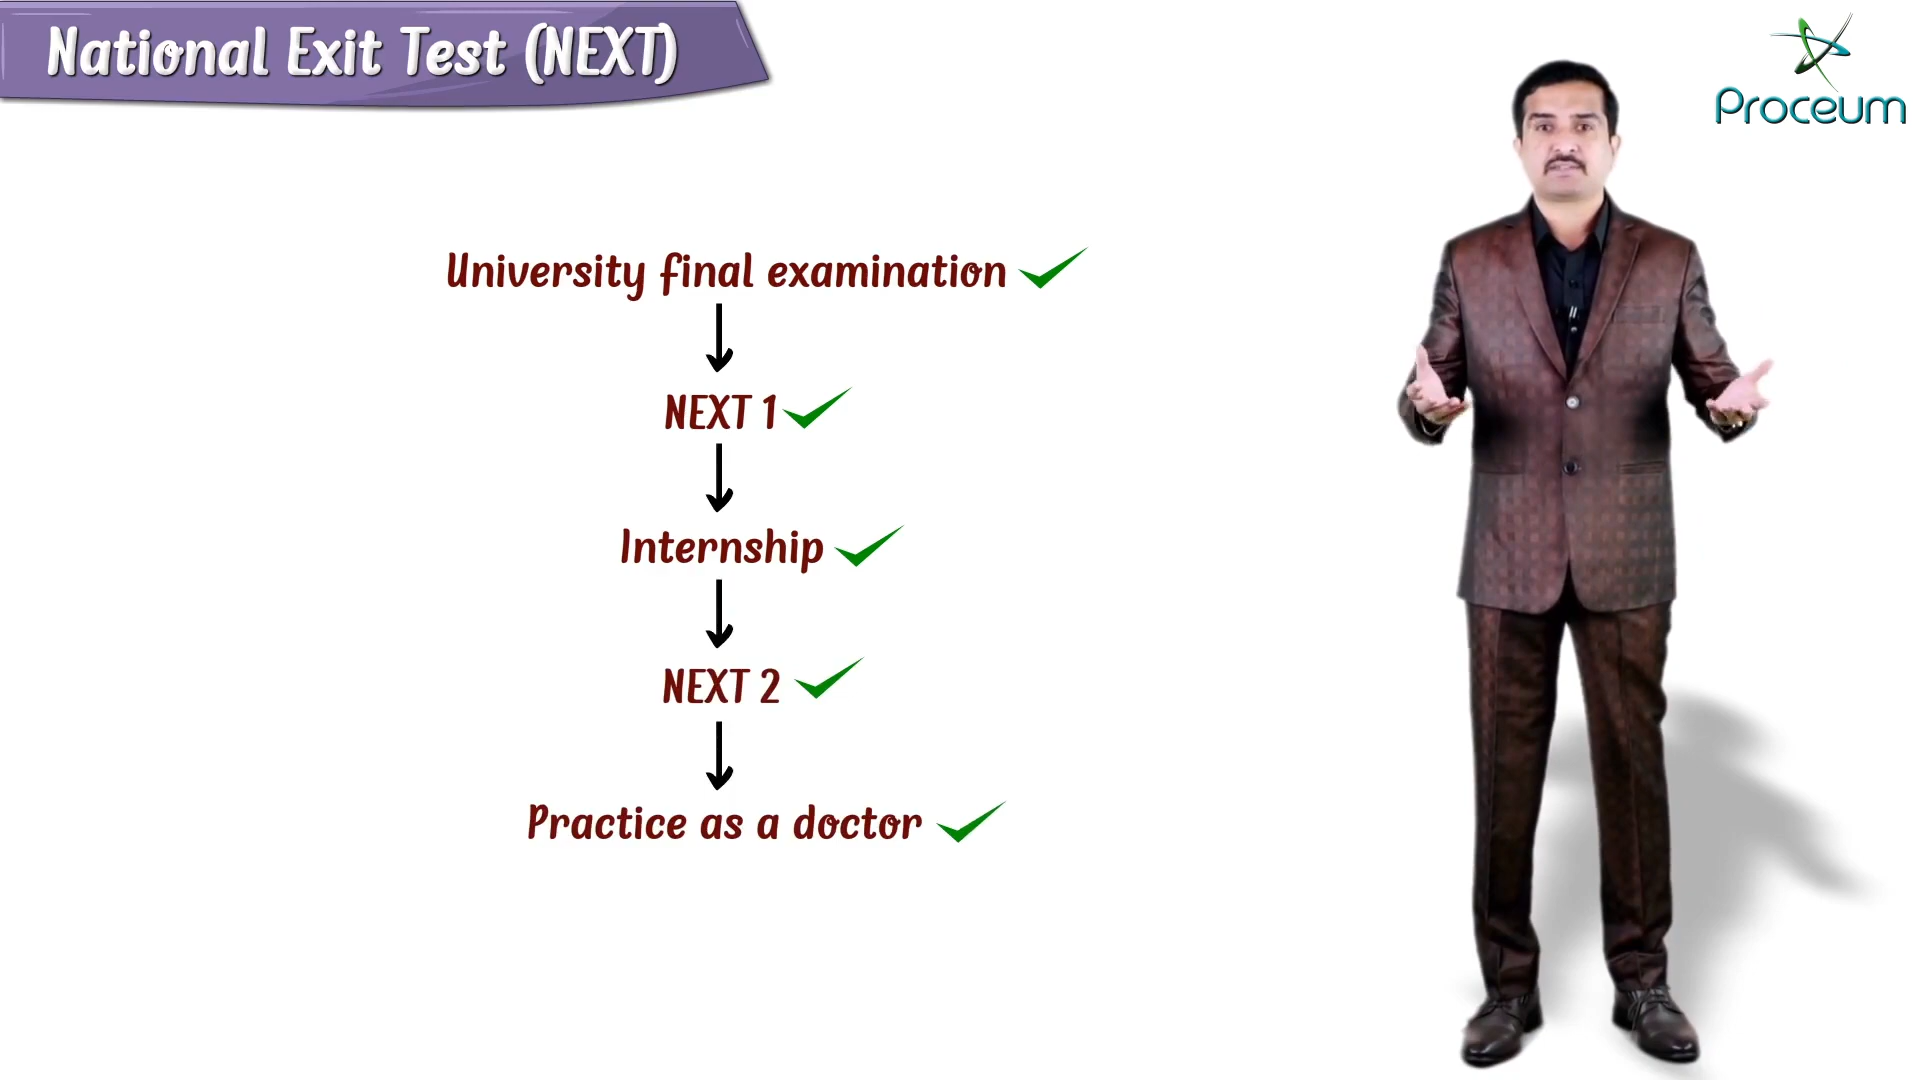 National Exit Test (NEXT)
Proceum
University final examination
NEXT 1
Internship
NEXT 2
Practice as a doctor